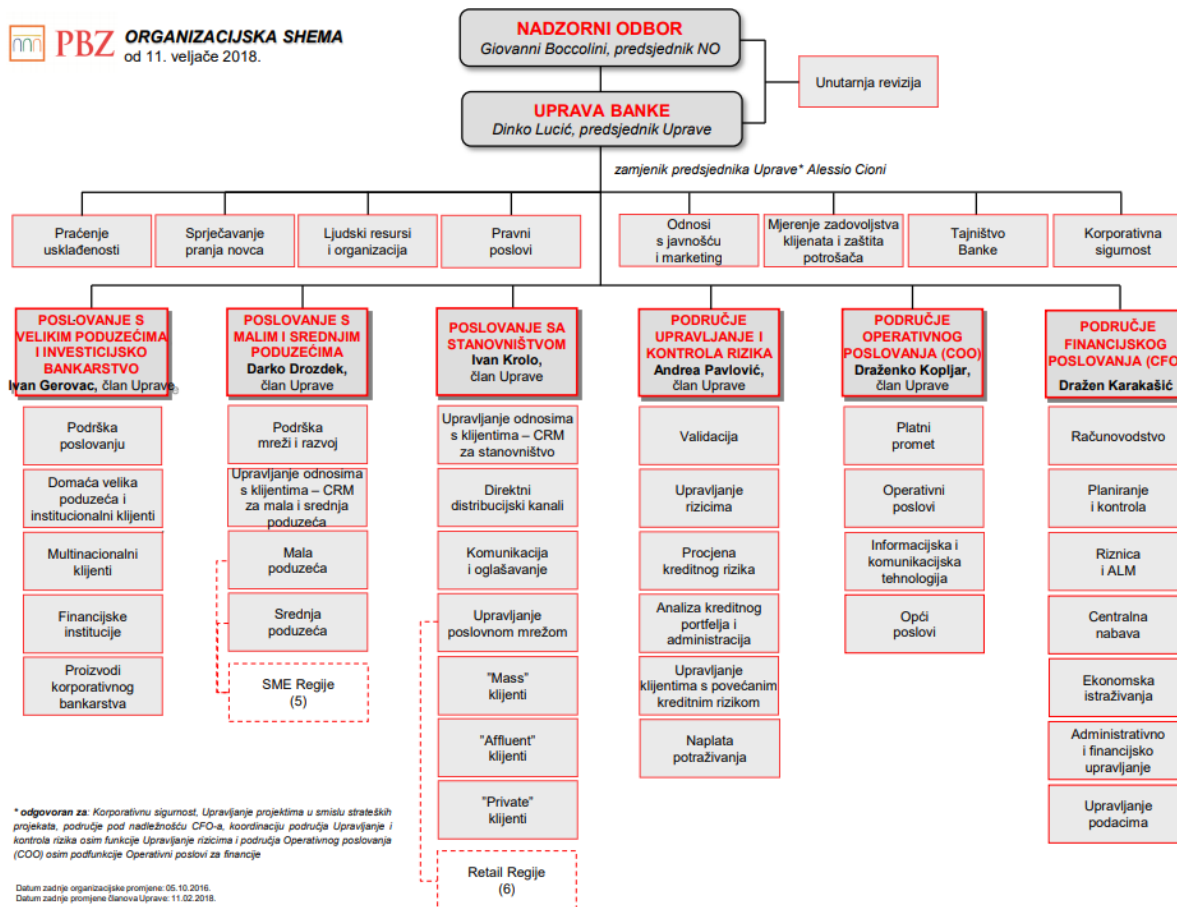 PBZ ORGANIZACIJSKA SHEMA
od 11. veljače 2018.
NADZORNI ODBOR
Giovanni Boccolini, predsjednik NO
Unutarnja revizija
UPRAVA BANKE
Dinko Lucić, predsjednik Uprave
zamjenik predsjednika Uprave* Alessio Cioni
Praćenje
usklađenosti
Sprječavanje
pranja novca
Ljudski resursi
i organizacija
Pravni
poslovi
Odnosi
s javnošću
i marketing
Mjerenje zadovoljstva
klijenata i zaštita
potrošača
Tajništvo
Banke
Korporativna
sigurnost
POSLOVANJE S
VELIKIM PODUZEĆIMA
I INVESTICIJSKO
BANKARSTVO
Ivan Gerovac, član Uprave
Podrška
poslovanju
Domaća velika
poduzeća i
institucionalni klijenti
Multinacionalni
klijenti
Financijske
institucije
Proizvodi
korporativnog
bankarstva
POSLOVANJE S
MALIM I SREDNJIM
PODUZEĆIMA
Darko Drozdek,
član Uprave
Podrška
mreži i razvoj
Upravljanje odnosima
s klijentima – CRM
za mala i srednja
poduzeća
Mala
poduzeća
Srednja
poduzeća
SME Regije
(5)
POSLOVANJE SA
STANOVNIŠTVOM
Ivan Krolo,
član Uprave
Upravljanje odnosima
s klijentima – CRM
za stanovništvo
Direktni
distribucijski kanali
Komunikacija
i oglašavanje
Upravljanje
poslovnom mrežom
"Mass"
klijenti
"Affluent"
klijenti
"Private"
klijenti
Retail Regije
(6)
PODRUČJE
UPRAVLJANJE I
KONTROLA RIZIKA
Andrea Pavlović,
član Uprave
Validacija
Upravljanje
rizicima
Procjena
kreditnog rizika
Analiza kreditnog
portfelja i
administracija
Upravljanje
klijentima s povećanim
kreditnim rizikom
Naplata
potraživanja
PODRUČJE
OPERATIVNOG
POSLOVANJA (COO)
Draženko Kopljar,
član Uprave
Platni
promet
Operativni
poslovi
Informacijska i
komunikacijska
tehnologija
Opći
poslovi
PODRUČJE
FINANCIJSKOG
POSLOVANJA (CFO
Dražen Karakašić
Računovodstvo
Planiranje
i kontrola
Riznica
i ALM
Centralna
nabava
Ekonomska
istraživanja
Administrativno
i financijsko
upravljanje
Upravljanje
podacima
* odgovoran za: Korporativnu sigurnost, Upravljanje projektima u smislu strateških
projekata, područje pod nadležnošću CFO-a, koordinaciju područja Upravljanje i
kontrola rizika osim funkcije Upravljanje rizicima i područja Operativnog poslovanja
(COO) osim podfunkcije Operativni poslovi za financije
Datum zadnje organizacijske promjene: 05.10.2016.
Datum zadnje promjene članova Uprave: 11.02.2018.